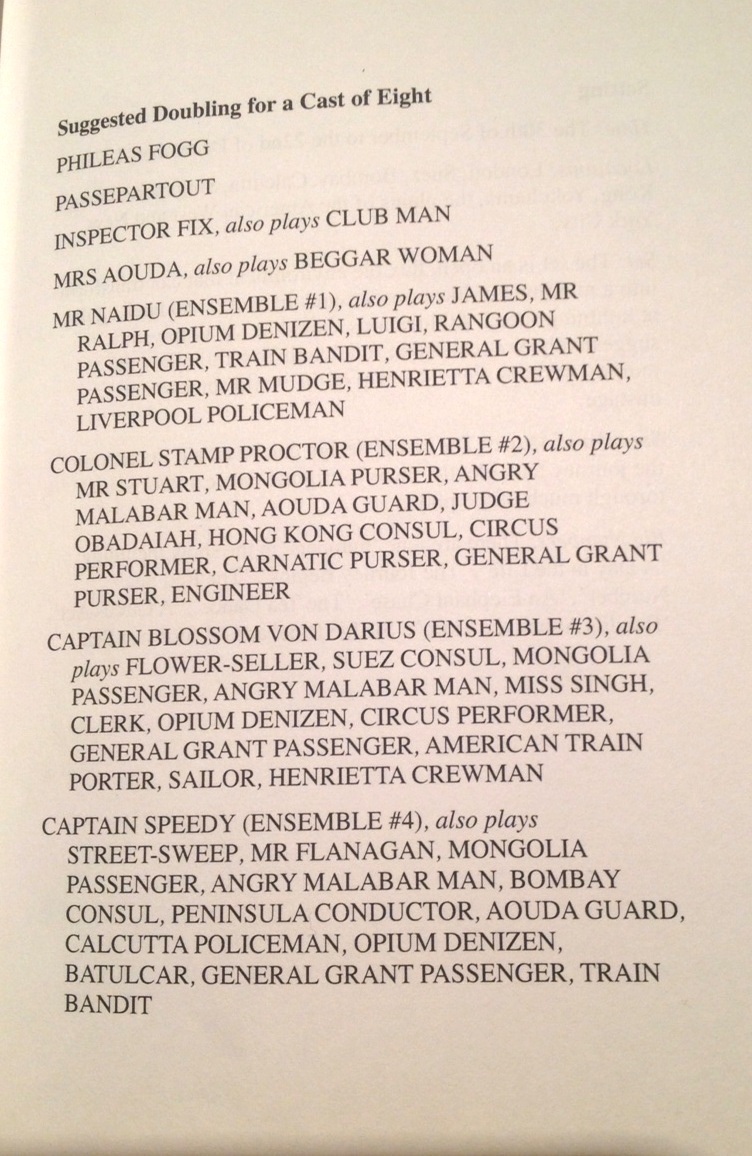 Suggested Doubling for a Cast of Eight
PHILEAS FOGG
PASSEPARTOUT
INSPECTOR FIX, also plays CLUB MAN
MRS AOUDA, also plays BEGGAR WOMAN
MR NAIDU (ENSEMBLE #1), also plays JAMES, MR
RALPH, OPIUM DENIZEN, LUIGI, RANGOON
PASSENGER, TRAIN BANDIT, GENERAL GRANT
PASSENGER, MR MUDGE, HENRIETTA CREWMAN,
LIVERPOOL POLICEMAN
COLONEL STAMP PROCTOR (ENSEMBLE #2), also plays
MR STUART, MONGOLIA PURSER, ANGRY
MALABAR MAN, AOUDA GUARD, JUDGE
OBADAIAH, HONG KONG CONSUL, CIRCUS
PERFORMER, CARNATIC PURSER, GENERAL GRANT
PURSER, ENGINEER
CAPTAIN BLOSSOM VON DARIUS (ENSEMBLE #3), also
plays FLOWER-SELLER, SUEZ CONSUL, MONGOLIA
PASSENGER, ANGRY MALABAR MAN, MISS SINGH,
CLERK, OPIUM DENIZEN, CIRCUS PERFORMER,
GENERAL GRANT PASSENGER, AMERICAN TRAIN
PORTER, SAILOR, HENRIETTA CREWMAN
CAPTAIN SPEEDY (ENSEMBLE #4), also plays
STREET-SWEEP, MR FLANAGAN, MONGOLIA
PASSENGER, ANGRY MALABAR MAN, BOMBAY
CONSUL, PENINSULA CONDUCTOR, AOUDA GUARD,
CALCUTTA POLICEMAN, OPIUM DENIZEN,
BATULCAR, GENERAL GRANT PASSENGER, TRAIN
BANDIT